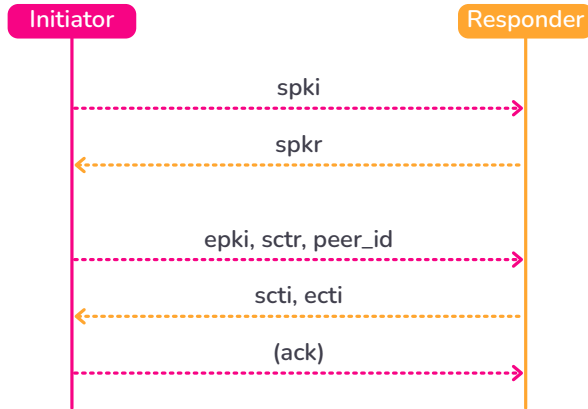 Initiator
Responder
spki
spkr
epki, sctr, peer_id
scti, ecti
(ack)